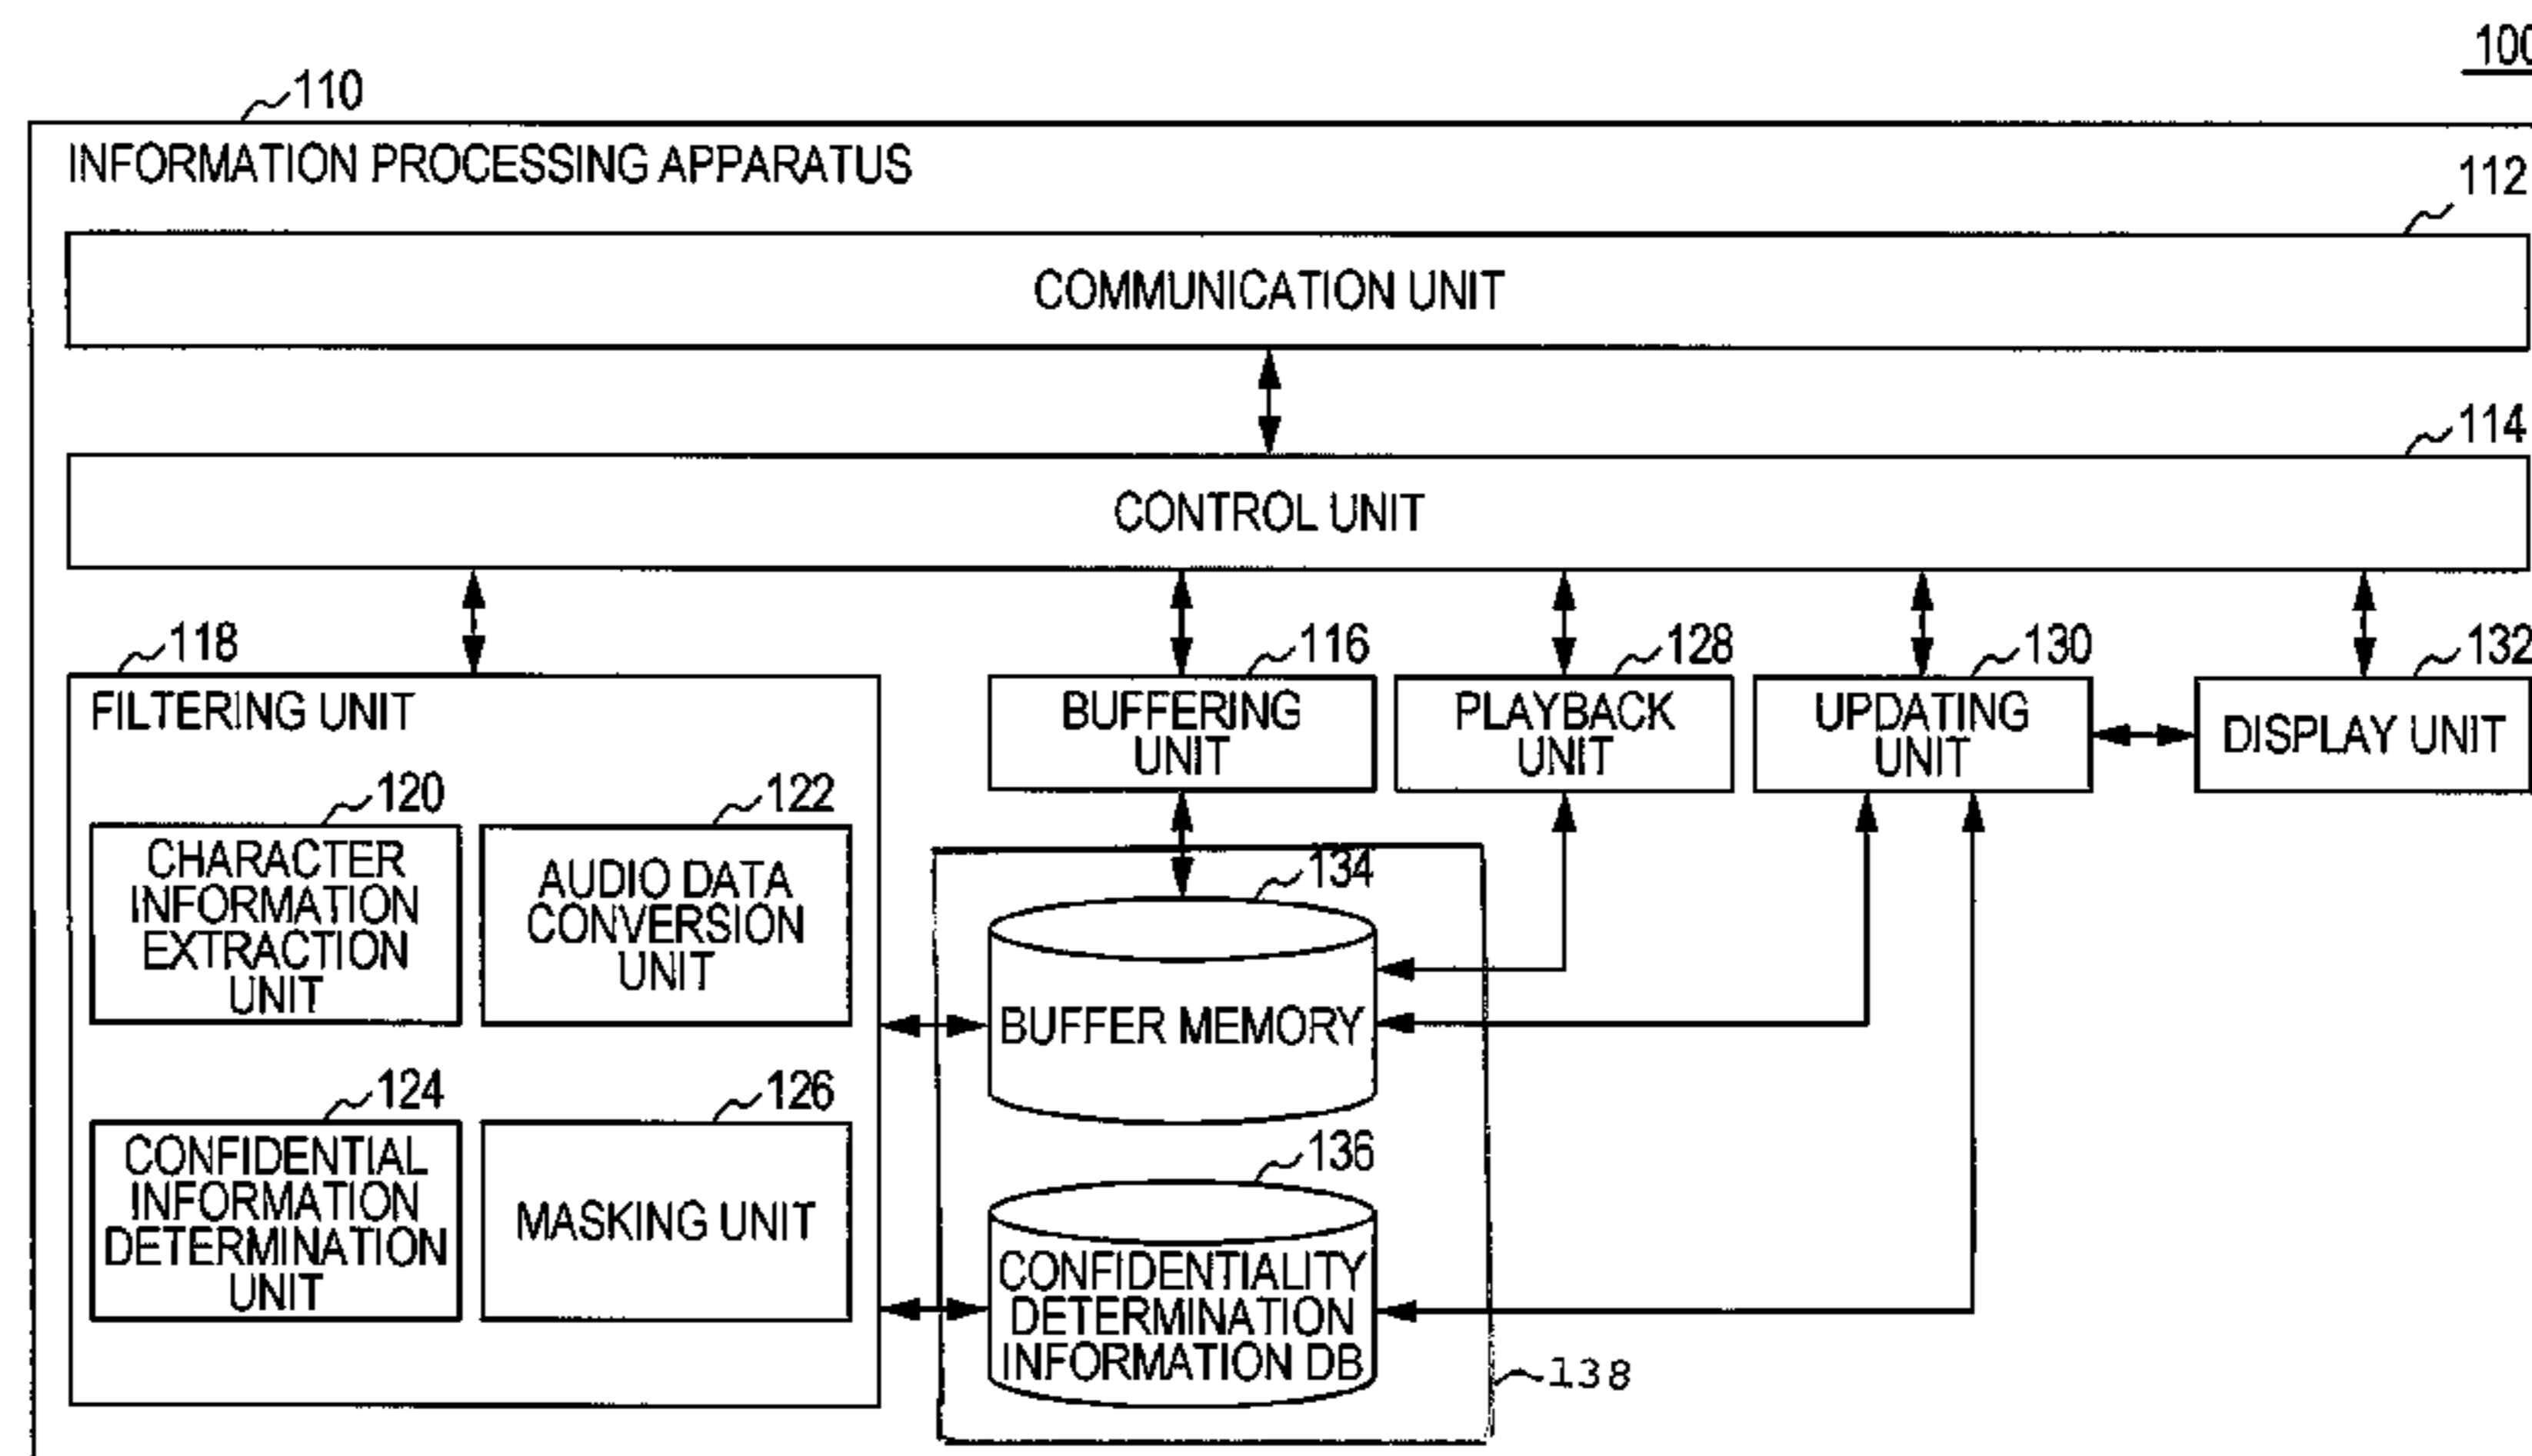 100
110
INFORMATION PROCESSING APPARATUS
112
COMMUNICATION UNIT
114
CONTROL UNIT
118
116
128
130
132
FILTERING UNIT
BUFFERING
UNIT
PLAYBACK
UNIT
UPDATING
UNIT
DISPLAY UNIT
120
122
CHARACTER
INFORMATION
EXTRACTION
UNIT
AUDIO DATA
CONVERSION
UNIT
134
BUFFER MEMORY
124
126
CONFIDENTIAL
INFORMATION
DETERMINATION
UNIT
MASKING UNIT
136
CONFIDENTIALITY
DETERMINATION
INFORMATION DB
138